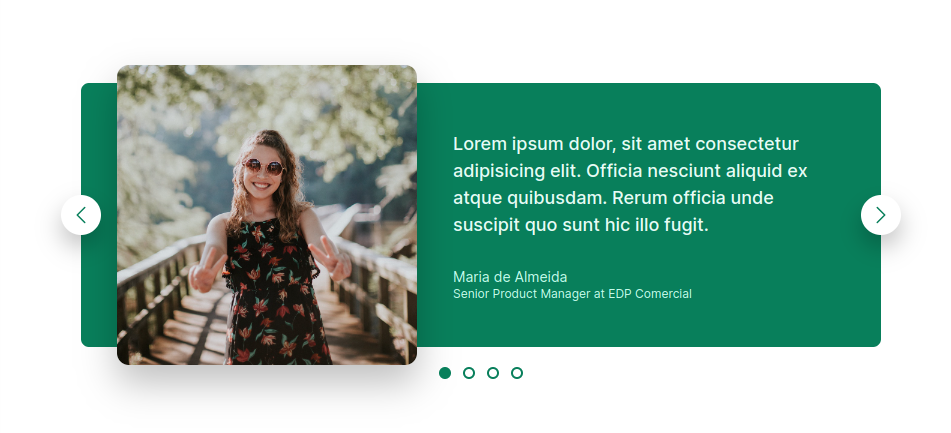 Lorem ipsum dolor, sit amet consectetur
adipisicing elit. Officia nesciunt aliquid ex
atque quibusdam. Rerum officia unde
suscipit quo sunt hic illo fugit.
Maria de Almeida
Senior Product Manager at EDP Comercial